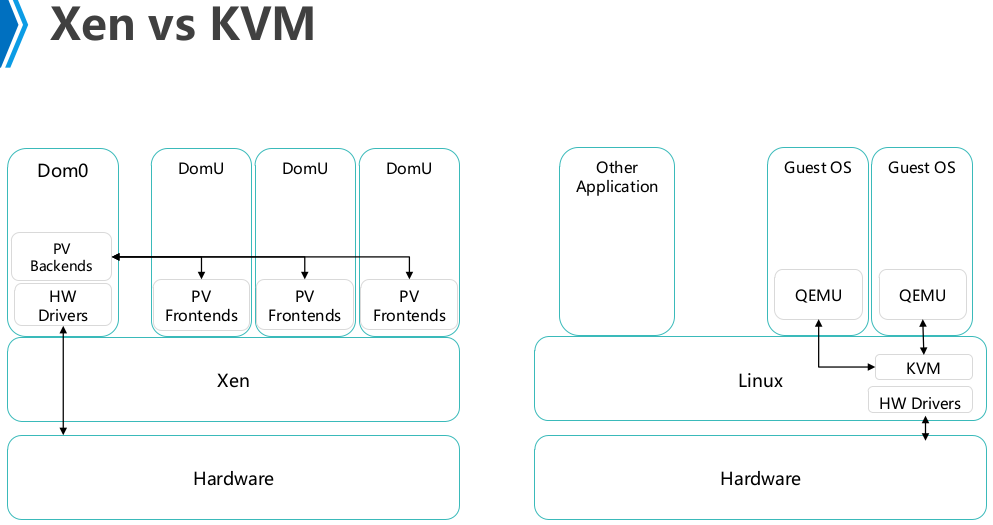 Xen vs KVM
Dom0
PV
Backends
HW
Drivers
DomU
PV
Frontends
DomU
PV
Frontends
DomU
PV
Frontends
Xen
Hardware
Other
Application
Guest OS
QEMU
Guest OS
QEMU
Linux
KVM
HW Drivers
Hardware